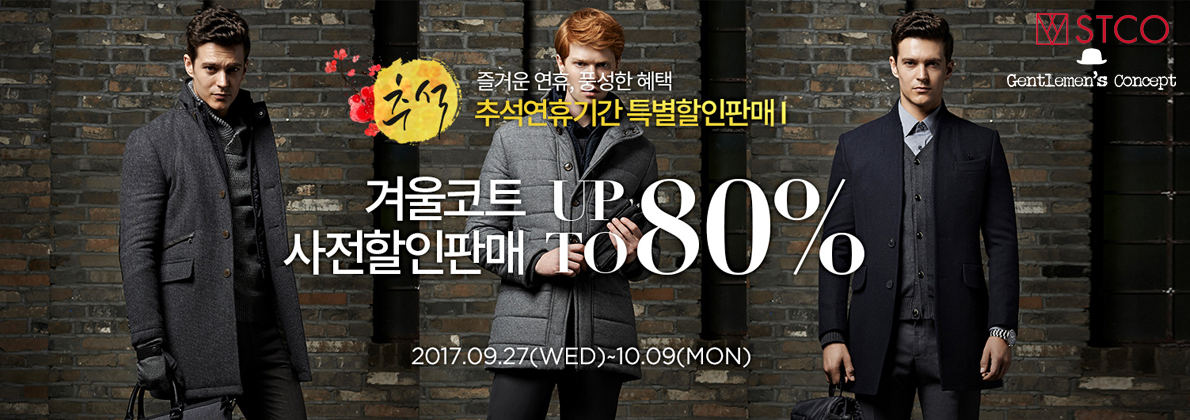 STCO
Gentlemen's Concept
추석
즐거운 연휴, 풍성한 혜택
추석연휴기간 특별할인판매 I
겨울코트
사전할인판매
UP
TO 80%
2017.09.27(WED)~10.09(MON)